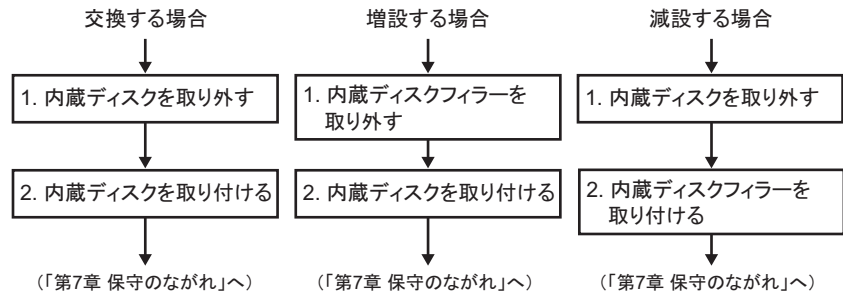 交換する場合
1. 内蔵ディスクを取り外す
2. 内蔵ディスクを取り付ける
（「第7章 保守のながれ」へ）
増設する場合
1. 内蔵ディスクフィラーを
取り外す
2. 内蔵ディスクを取り付ける
（「第7章 保守のながれ」へ）
減設する場合
1. 内蔵ディスクを取り外す
2. 内蔵ディスクフィラーを
取り付ける
（「第7章 保守のながれ」へ）